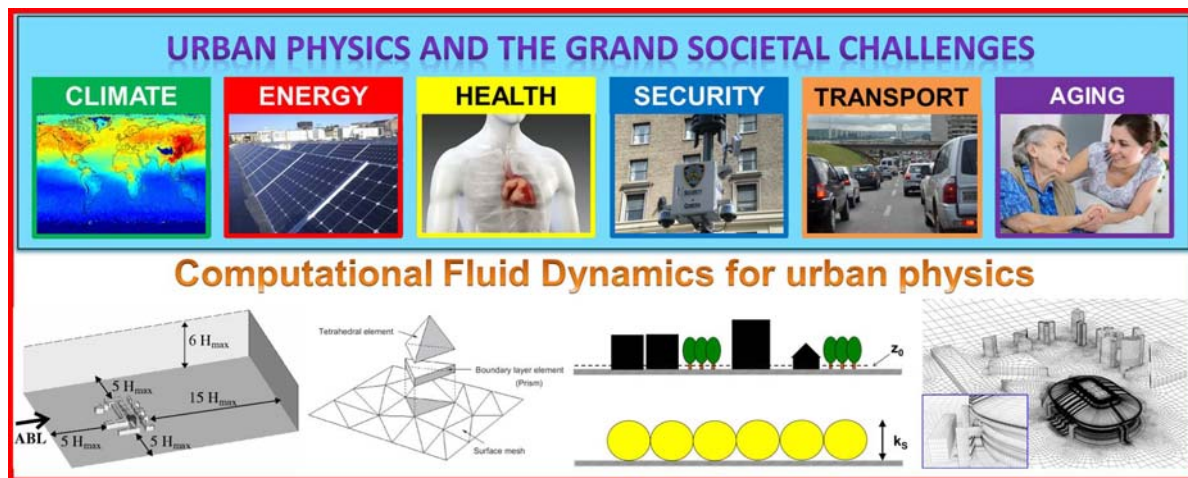 URBAN PHYSICS AND THE GRAND SOCIETAL CHALLENGES
CLIMATE
ENERGY
HEALTH
SECURITY
TRANSPORT
AGING
Computational Fluid Dynamics for urban physics
6 Hmax
5 Hmax
15 Hmax
ABL
5 Hmax
5 Hmax
Tetrahedral element
Boundary layer element
(Prism)
Surface mesh
z0
kS